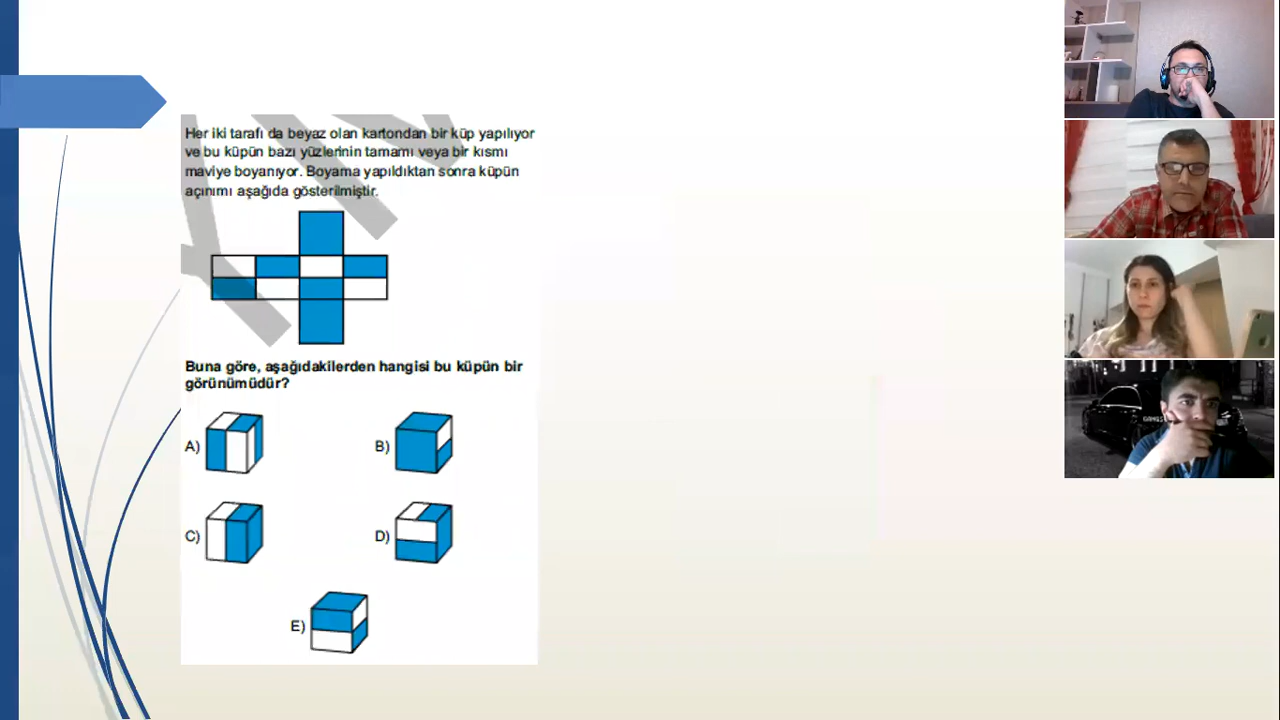 Her iki tarafı da beyaz olan kartondan bir küp yapılıyor
ve bu küpün bazı yüzlerinin tamamı veya bir kısmı
maviye boyanıyor. Boyama yapıldıktan sonra küpün
açınımı aşağıda gösterilmiştir.
Buna göre, aşağıdakilerden hangisi bu küpün bir
görünümüdür?
A)
B)
C)
D)
E)